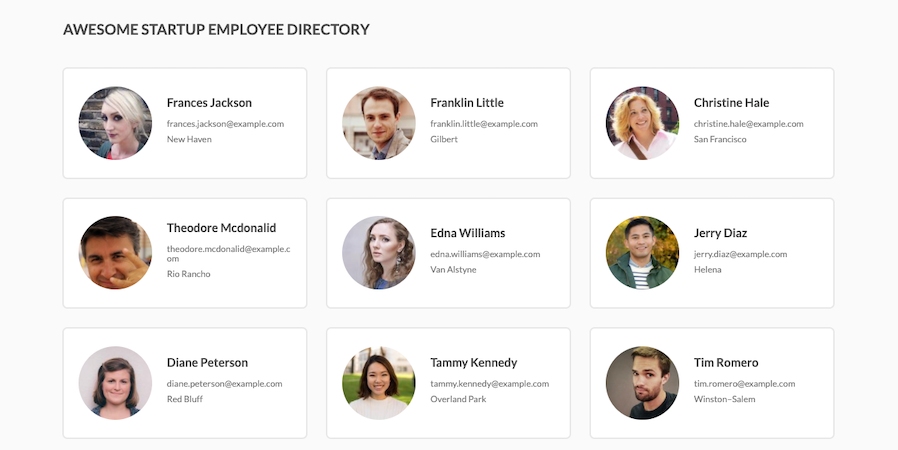 AWESOME STARTUP EMPLOYEE DIRECTORY
Frances Jackson
frances.jackson@example.com
New Haven
Franklin Little
franklin.little@example.com
Gilbert
Christine Hale
christine.hale@example.com
San Francisco
Theodore Mcdonalid
theodore.mcdonalid@example.c
om
Rio Rancho
Edna Williams
edna.williams@example.com
Van Alstyne
Jerry Diaz
jerry.diaz@example.com
Helena
Diane Peterson
diane.peterson@example.com
Red Bluff
Tammy Kennedy
tammy.kennedy@example.com
Overland Park
Tim Romero
tim.romero@example.com
Winston–Salem